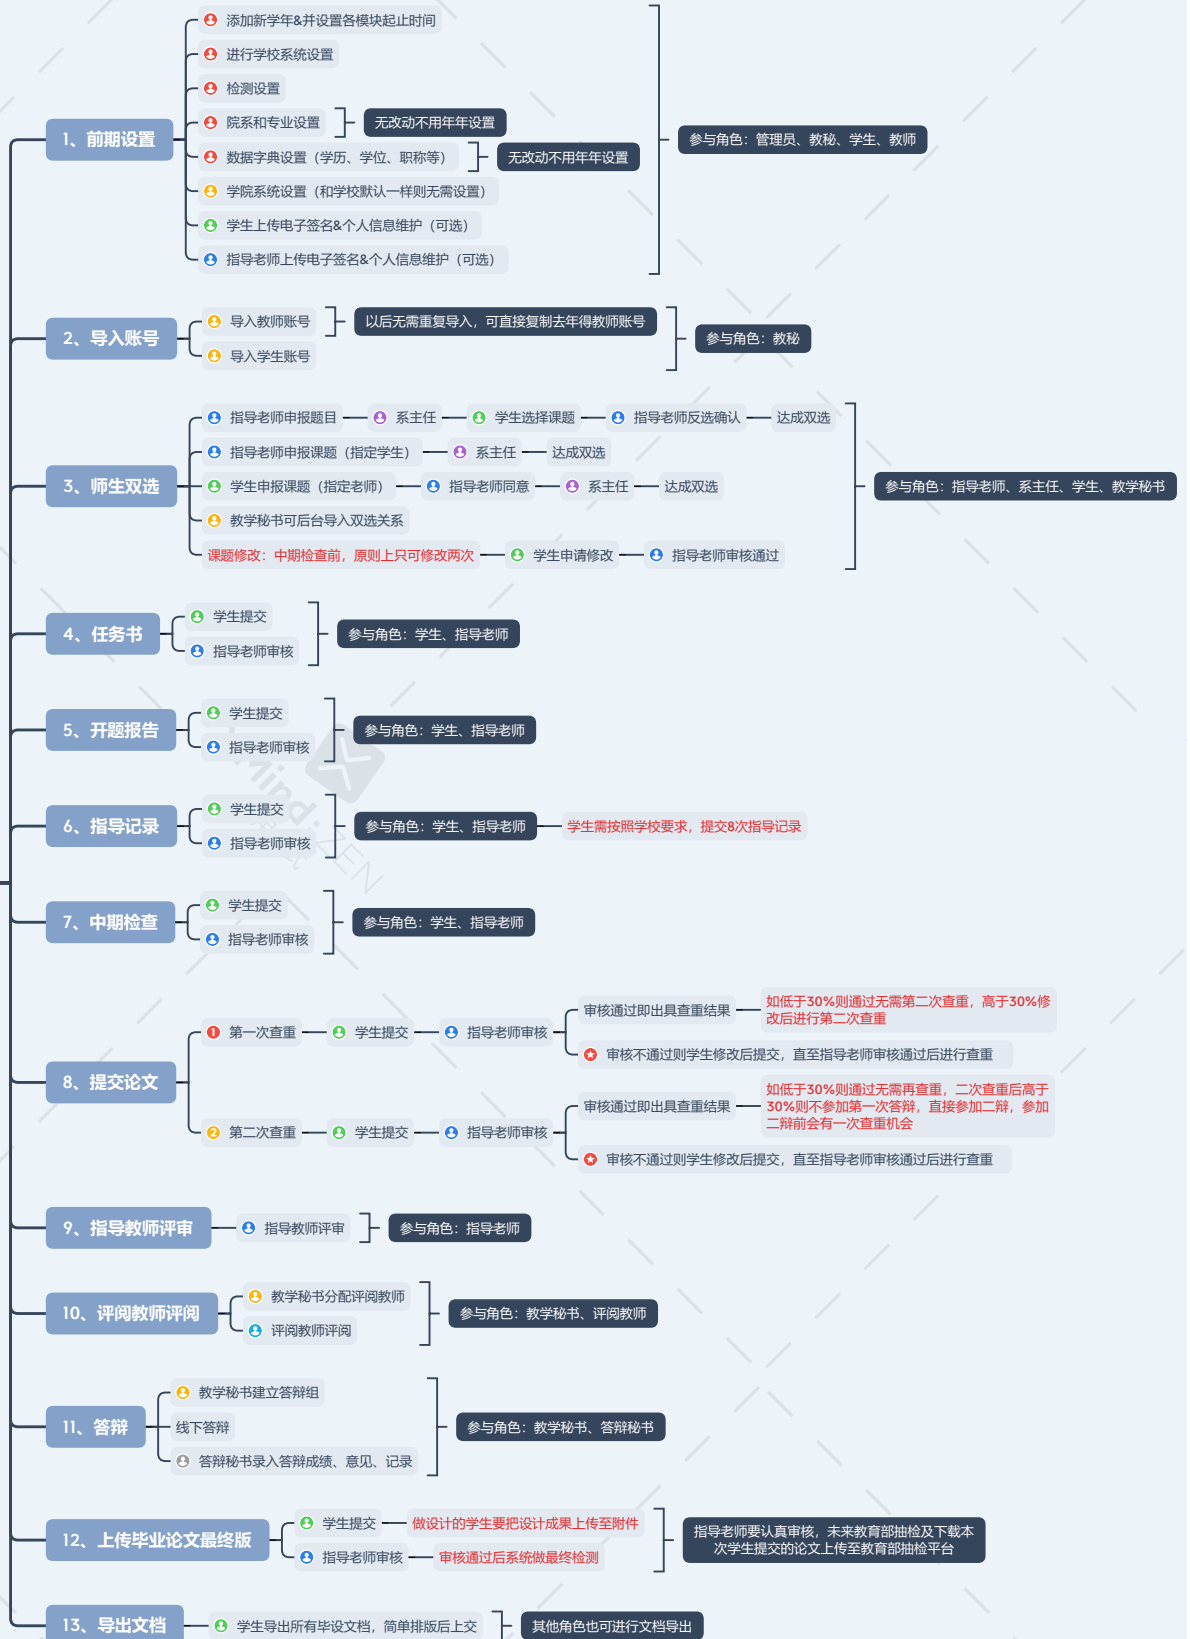 1、前期设置
添加新学年&并设置各模块起止时间
进行学校系统设置
检测设置
院系和专业设置
无改动不用年年设置
数据字典设置（学历、学位、职称等）
无改动不用年年设置
学院系统设置（和学校默认一样则无需设置）
学生上传电子签名&个人信息维护（可选）
指导老师上传电子签名&个人信息维护（可选）
参与角色：管理员、教秘、学生、教师
2、导入账号
导入教师账号
以后无需重复导入，可直接复制去年得教师账号
导入学生账号
参与角色：教秘
3、师生双选
指导老师申报题目
系主任
学生选择课题
指导老师反选确认
达成双选
指导老师申报课题（指定学生）
系主任
达成双选
学生申报课题（指定老师）
指导老师同意
系主任
达成双选
教学秘书可后台导入双选关系
课题修改：中期检查前，原则上只可修改两次
学生申请修改
指导老师审核通过
参与角色：指导老师、系主任、学生、教学秘书
4、任务书
学生提交
指导老师审核
参与角色：学生、指导老师
5、开题报告
学生提交
指导老师审核
参与角色：学生、指导老师
6、指导记录
学生提交
指导老师审核
参与角色：学生、指导老师
学生需按照学校要求，提交8次指导记录
7、中期检查
学生提交
指导老师审核
参与角色：学生、指导老师
8、提交论文
1
第一次查重
学生提交
指导老师审核
审核通过即出具查重结果
如低于30%则通过无需第二次查重，高于30%修
改后进行第二次查重
审核不通过则学生修改后提交，直至指导老师审核通过后进行查重
2
第二次查重
学生提交
指导老师审核
审核通过即出具查重结果
如低于30%则通过无需再查重，二次查重后高于
30%则不参加第一次答辩，直接参加二辩，参加
二辩前会有一次查重机会
审核不通过则学生修改后提交，直至指导老师审核通过后进行查重
9、指导教师评审
指导教师评审
参与角色：指导老师
10、评阅教师评阅
教学秘书分配评阅教师
评阅教师评阅
参与角色：教学秘书、评阅教师
11、答辩
教学秘书建立答辩组
线下答辩
答辩秘书录入答辩成绩、意见、记录
参与角色：教学秘书、答辩秘书
12、上传毕业论文最终版
学生提交
做设计的学生要把设计成果上传至附件
指导老师审核
审核通过后系统做最终检测
指导老师要认真审核，未来教育部抽检及下载本
次学生提交的论文上传至教育部抽检平台
13、导出文档
学生导出所有毕设文档，简单排版后上交
其他角色也可进行文档导出
Mind
ZEN